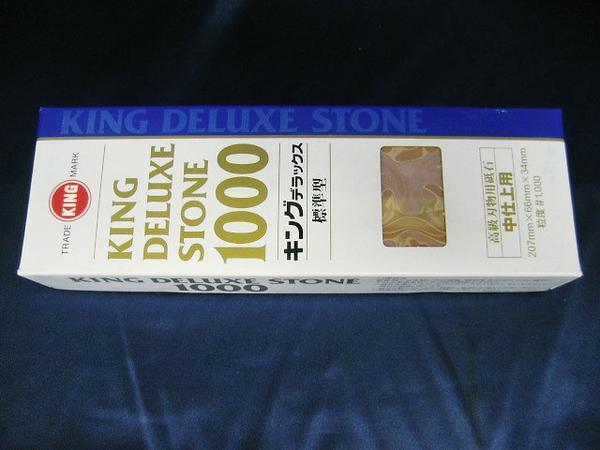 KING DELUXE STONE
TRADE KING MARK
KING
DELUXE
STONE
1000
キングデラックス
標準型
高級刃物用砥石
中仕上用
207mm×66mm×34mm
粒度 #1,000
KING DELUXE STONE
1000